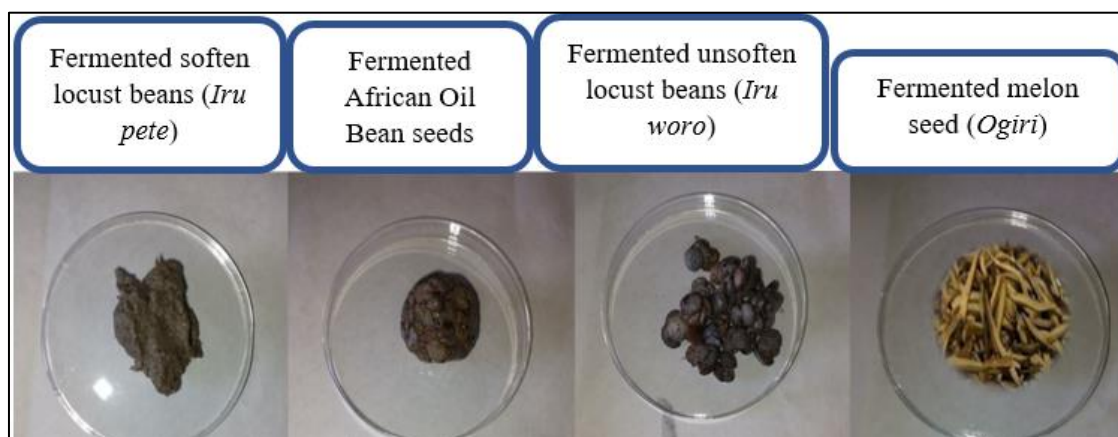 Fermented soften
locust beans (Iru
pete)
Fermented
African Oil
Bean seeds
Fermented unsoften
locust beans (Iru
woro)
Fermented melon
seed (Ogiri)